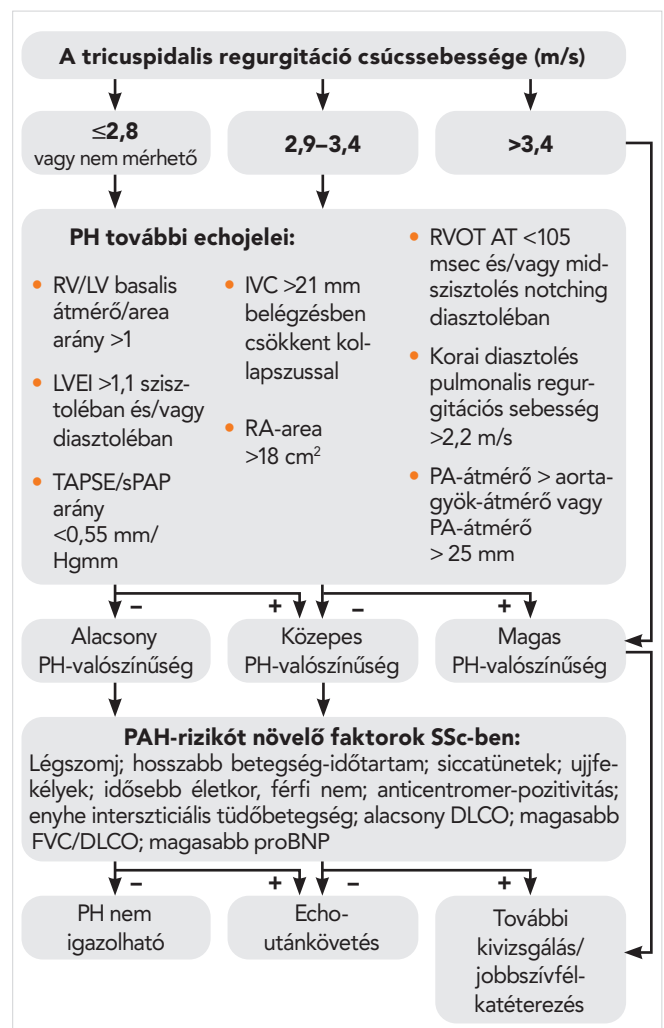 A tricuspidalis regurgitáció csúcssebessége (m/s)
≤2,8
vagy nem mérhető
2,9–3,4
>3,4
PH további echojelei:
• RV/LV basalis
átmérő/area
arány >1
• LVEI >1,1 szisz-
toléban és/vagy
diasztoléban
• TAPSE/sPAP
arány
<0,55 mm/
Hgmm
• IVC >21 mm
belégzésben
csökkent kol-
lapszussal
• RA-area
>18 cm²
• RVOT AT <105
msec és/vagy mid-
szisztolés notching
diasztoléban
• Korai diasztolés
pulmonalis regur-
gitációs sebesség
>2,2 m/s
• PA-átmérő > aorta-
gyök-átmérő vagy
PA-átmérő
> 25 mm
– + – +
Alacsony
PH-valószínűség
Közepes
PH-valószínűség
Magas
PH-valószínűség
PAH-rizikót növelő faktorok SSc-ben:
Légszomj; hosszabb betegség-időtartam; siccatünetek; ujjfe-
kélyek; idősebb életkor, férfi nem; anticentromer-pozitivitás;
enyhe interszticiális tüdőbetegség; alacsony DLCO; magasabb
FVC/DLCO; magasabb proBNP
– + – +
PH nem
igazolható
Echo-
utánkövetés
További
kivizsgálás/
jobbszívfél-
katéterezés